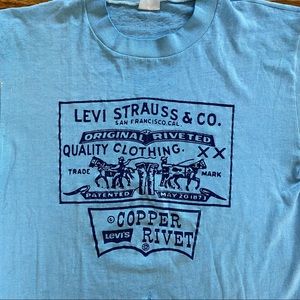 LEVI STRAUSS & CO.
SAN FRANCISCO, CAL.
ORIGINAL RIVETED
QUALITY CLOTHING. XX
TRADE MARK
PATENTED MAY 20 1873
© COPPER
LEVI'S RIVET ®